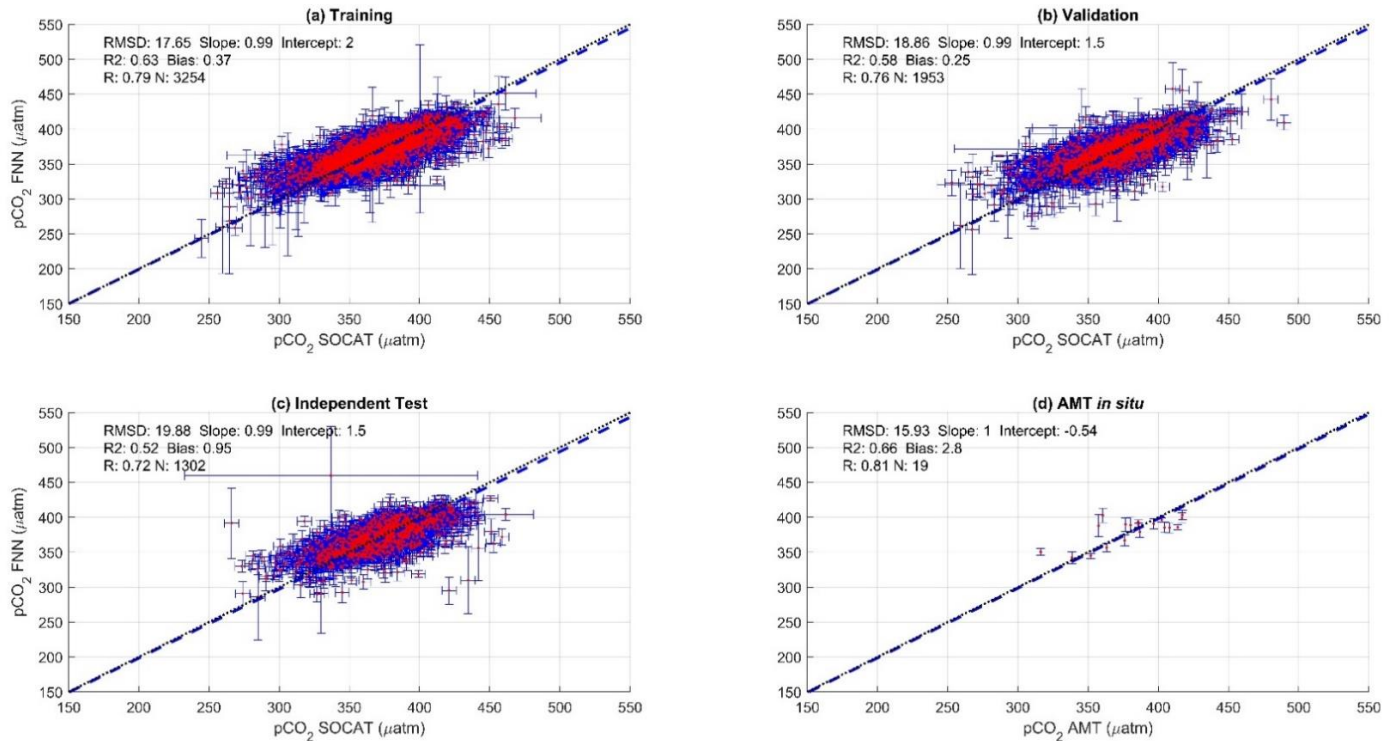 (a) Training
RMSD: 17.65 Slope: 0.99 Intercept: 2
R2: 0.63 Bias: 0.37
R: 0.79 N: 3254
550
500
450
400
350
300
250
200
150
pCO2 FNN (μatm)
150 200 250 300 350 400 450 500 550
pCO2 SOCAT (μatm)
(b) Validation
RMSD: 18.86 Slope: 0.99 Intercept: 1.5
R2: 0.58 Bias: 0.25
R: 0.76 N: 1953
550
500
450
400
350
300
250
200
150
150 200 250 300 350 400 450 500 550
pCO2 SOCAT (μatm)
(c) Independent Test
RMSD: 19.88 Slope: 0.99 Intercept: 1.5
R2: 0.52 Bias: 0.95
R: 0.72 N: 1302
550
500
450
400
350
300
250
200
150
pCO2 FNN (μatm)
150 200 250 300 350 400 450 500 550
pCO2 SOCAT (μatm)
(d) AMT in situ
RMSD: 15.93 Slope: 1 Intercept: -0.54
R2: 0.66 Bias: 2.8
R: 0.81 N: 19
550
500
450
400
350
300
250
200
150
150 200 250 300 350 400 450 500 550
pCO2 AMT (μatm)